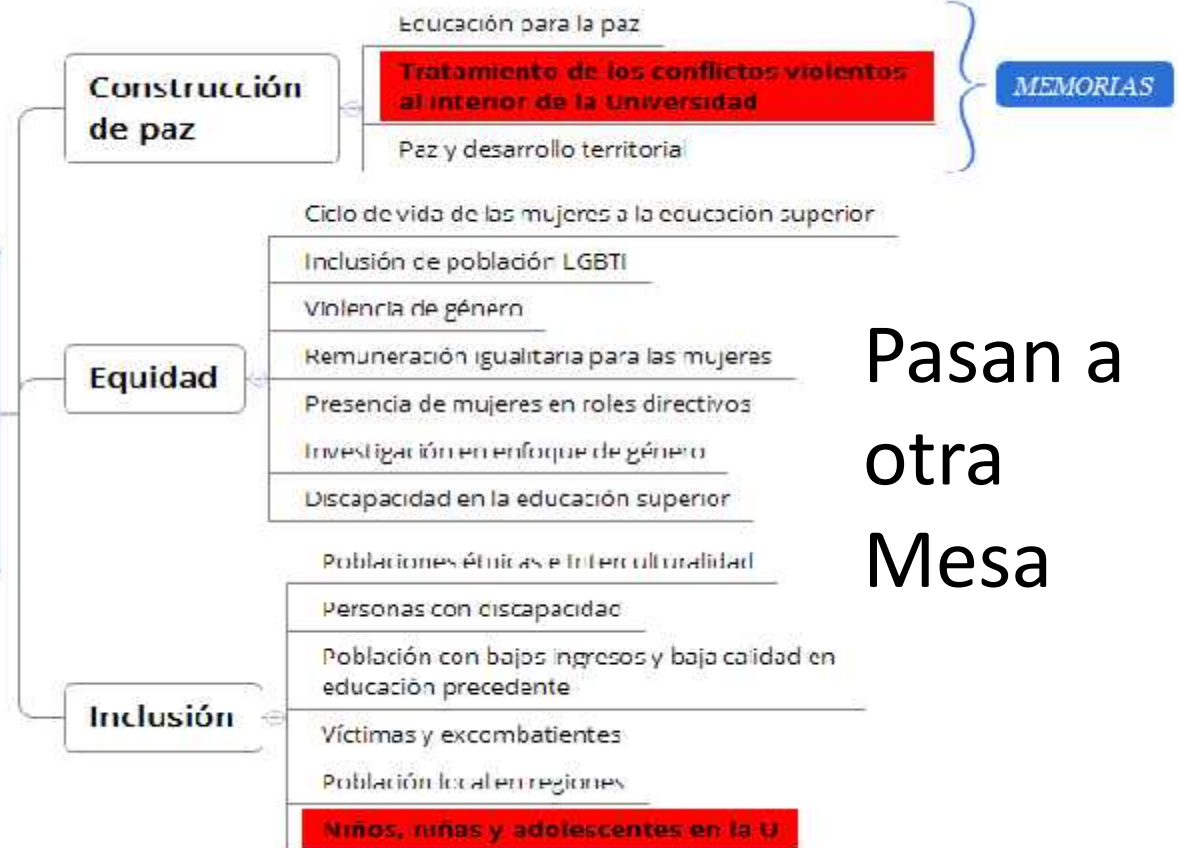 Educación para la paz
Construcción
de paz
Tratamiento de los conflictos violentos
al interior de la Universidad
Paz y desarrollo territorial
MEMORIAS
Equidad
Ciclo de vida de las mujeres a la educación superior
Inclusión de población LGBTI
Violencia de género
Remuneración igualitaria para las mujeres
Presencia de mujeres en roles directivos
Investigación en enfoque de género
Discapacidad en la educación superior
Pasan a
otra
Mesa
Inclusión
Poblaciones étnicas e Interculturalidad
Personas con discapacidad
Población con bajos ingresos y baja calidad en
educación precedente
Víctimas y excombatientes
Población local en regiones
Niños, niñas y adolescentes en la U